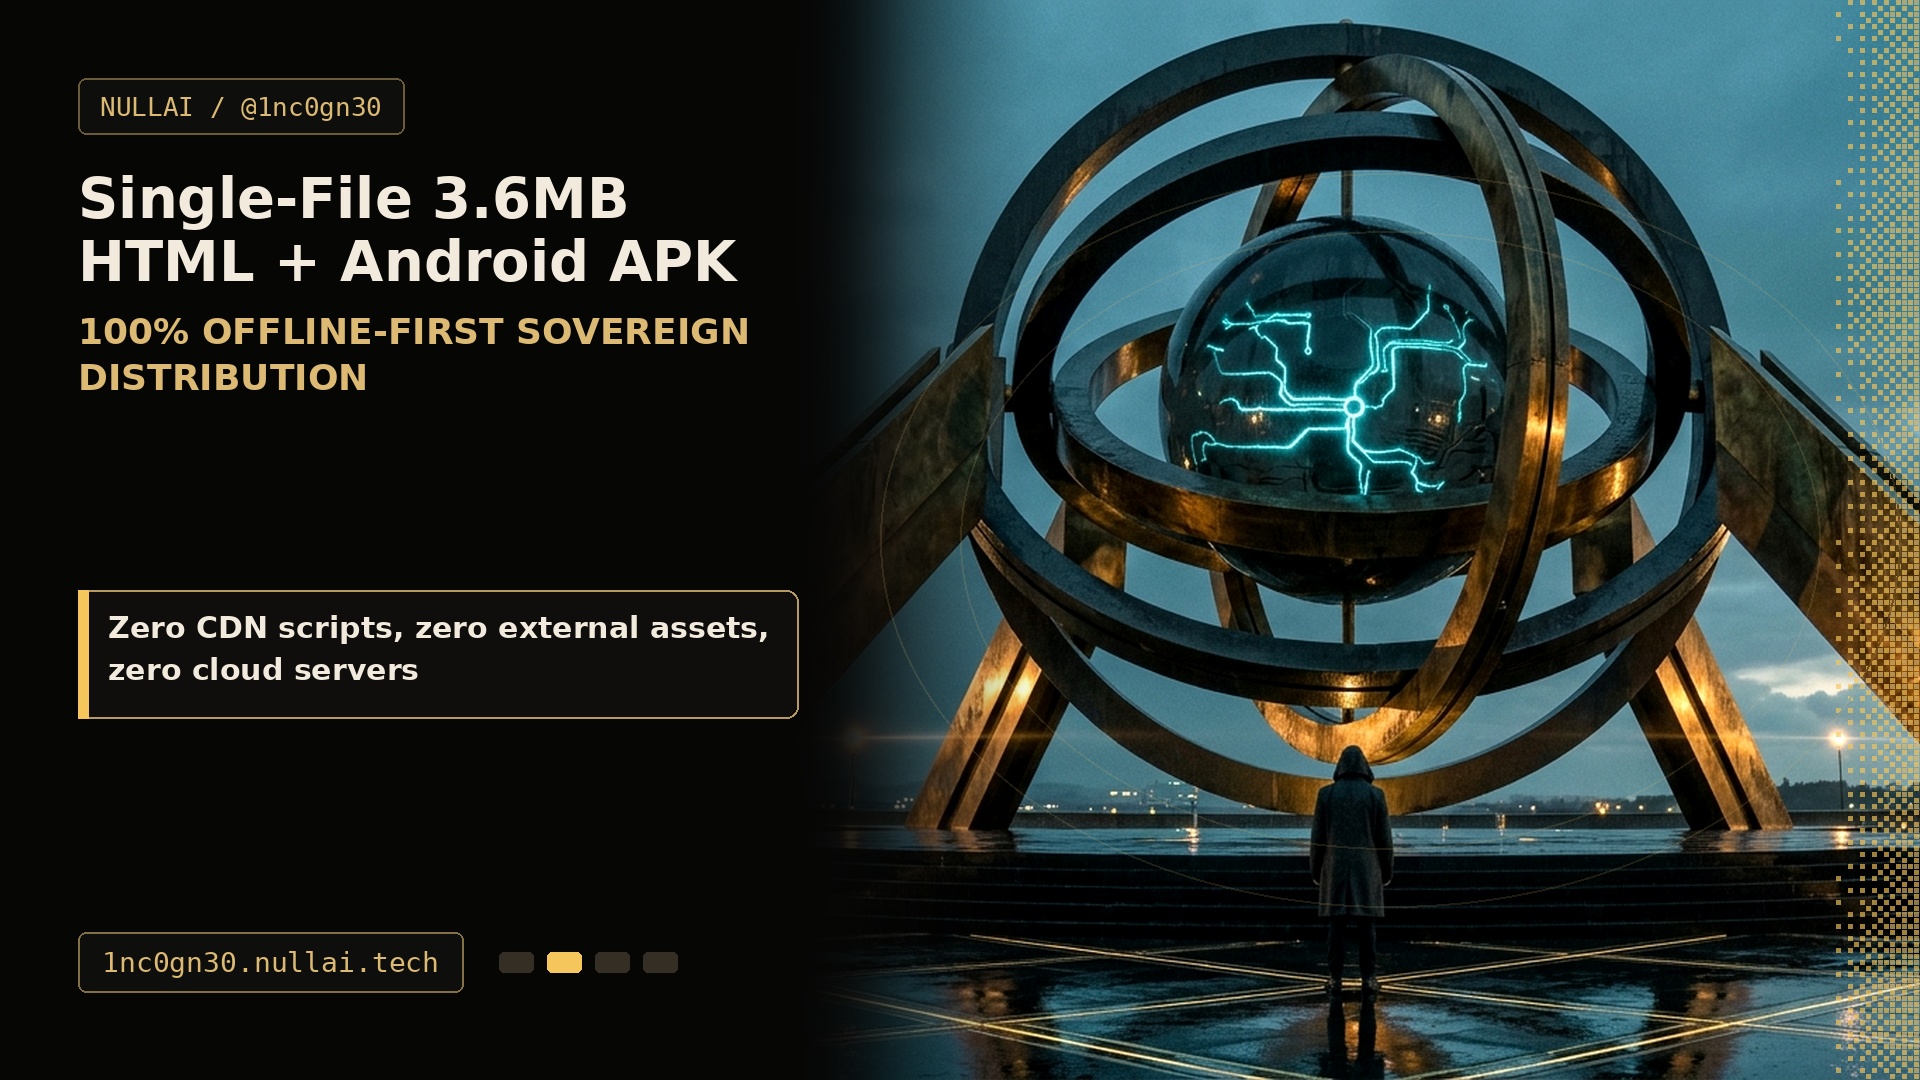 NULLAI / @1nc0gn30
Single-File 3.6MB
HTML + Android APK
100% OFFLINE-FIRST SOVEREIGN
DISTRIBUTION
Zero CDN scripts, zero external assets,
zero cloud servers
1nc0gn30.nullai.tech